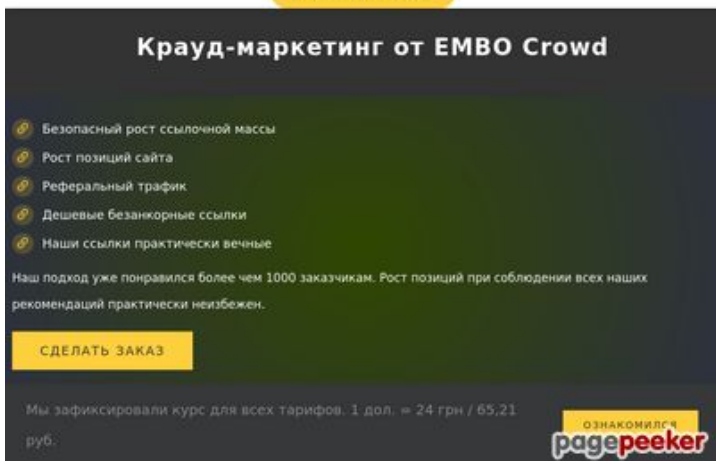 Крауд-маркетинг от EMBO Crowd
Безопасный рост ссылочной массы
Рост позиций сайта
Реферальный трафик
Дешевые безанкорные ссылки
Наши ссылки практически вечные
Наш подход уже понравился более чем 1000 заказчикам. Рост позиций при соблюдении всех наших
рекомендаций практически неизбежен.
СДЕЛАТЬ ЗАКАЗ
Мы зафиксировали курс для всех тарифов. 1 дол. = 24 грн / 65,21
руб.
ОЗНАКОМИЛСЯ
pagepeeker